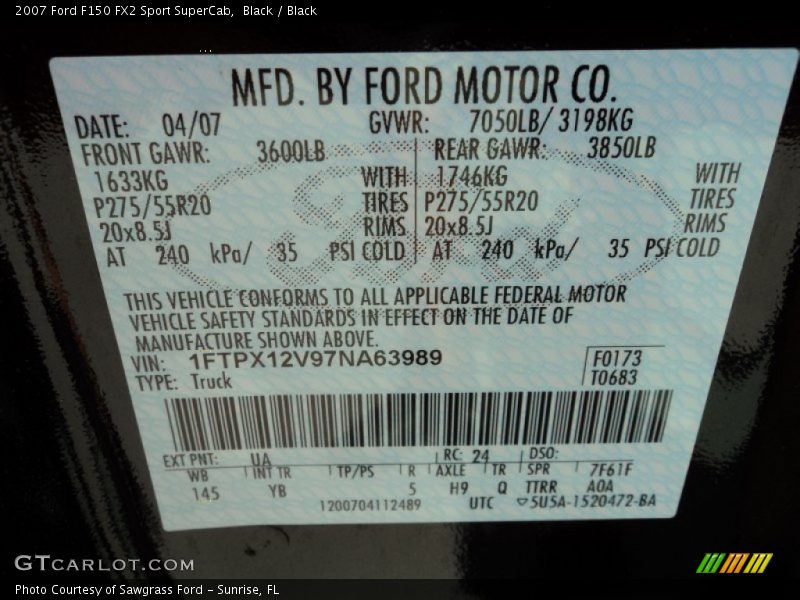 2007 Ford F150 FX2 Sport SuperCab,  Black / Black
MFD. BY FORD MOTOR CO.
DATE: 04/07 GVWR: 7050LB/ 3198KG
FRONT GAWR: 3600LB REAR GAWR: 3850LB
1633KG WITH 1746KG WITH
P275/55R20 TIRES P275/55R20 TIRES
20x8.5J RIMS 20x8.5J RIMS
AT 240 kPa/ 35 PSI COLD AT 240 kPa/ 35 PSI COLD
Ford
THIS VEHICLE CONFORMS TO ALL APPLICABLE FEDERAL MOTOR
VEHICLE SAFETY STANDARDS IN EFFECT ON THE DATE OF
MANUFACTURE SHOWN ABOVE.
VIN: 1FTPX12V97NA63989 F0173
TYPE: Truck T0683
EXT PNT: UA RC: 24 DSO:
WB INT TR TP/PS R AXLE TR SPR 7F61F
145 YB 5 H9 Q TTRR A0A
1200704112489 UTC ▽5U5A-1520472-BA
GTCARLOT.COM
Photo Courtesy of Sawgrass Ford - Sunrise, FL